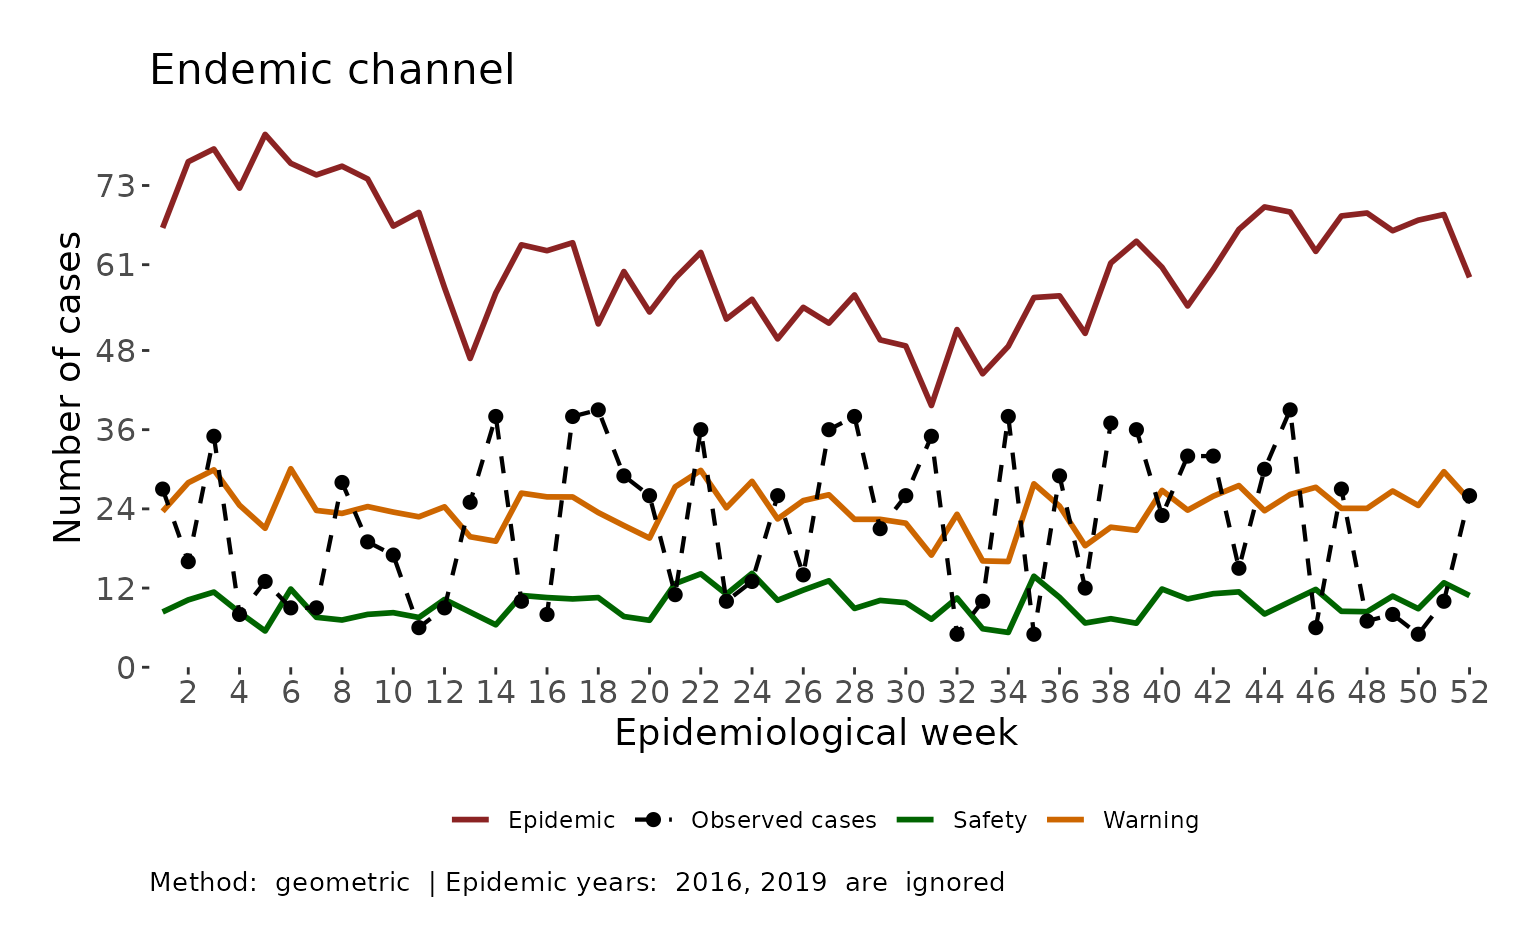 Endemic channel
Number of cases
73
61
48
36
24
12
0
2 4 6 8 10 12 14 16 18 20 22 24 26 28 30 32 34 36 38 40 42 44 46 48 50 52
Epidemiological week
Epidemic Observed cases Safety Warning
Method:  geometric  | Epidemic years:  2016, 2019  are  ignored